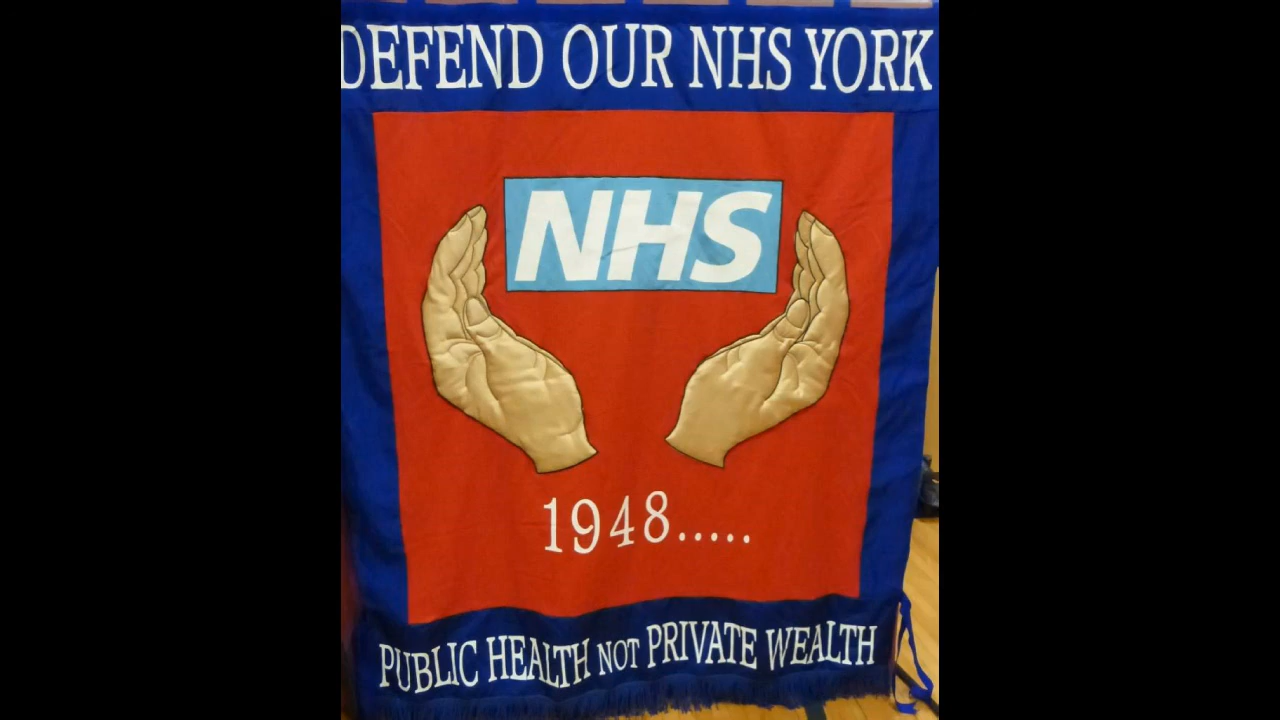 DEFEND OUR NHS YORK
NHS
1948.....
PUBLIC HEALTH NOT PRIVATE WEALTH